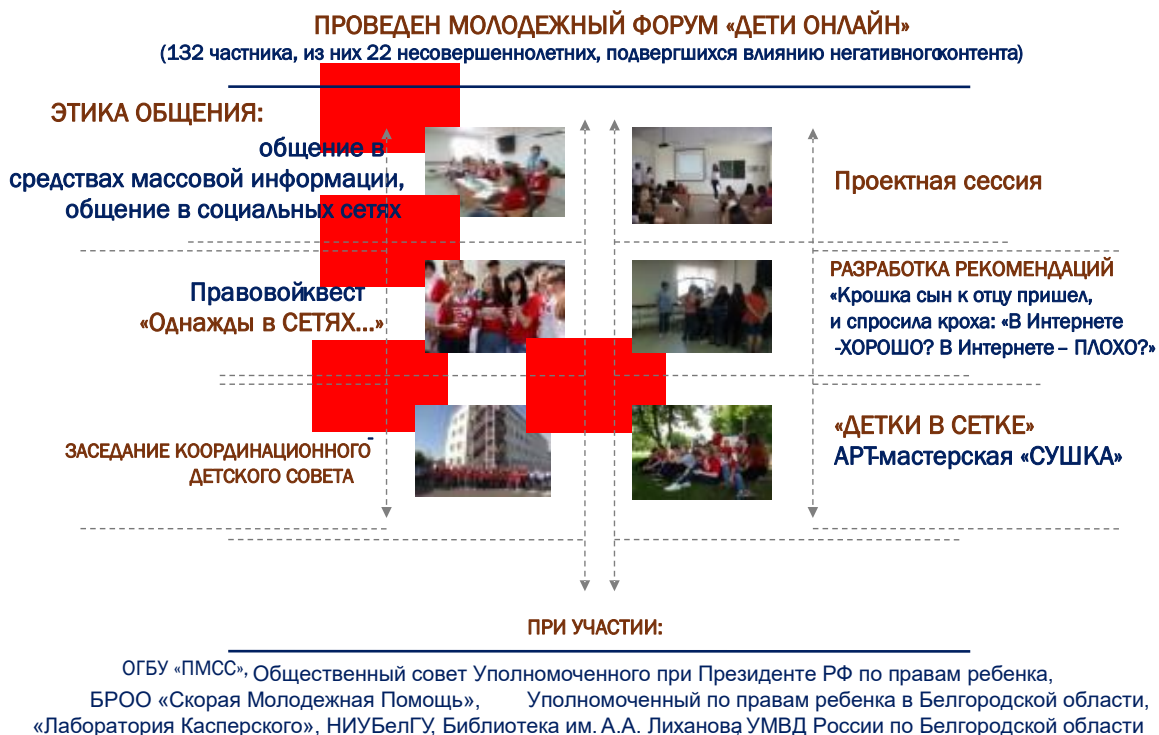 ПРОВЕДЕН МОЛОДЕЖНЫЙ ФОРУМ «ДЕТИ ОНЛАЙН»
(132 частника, из них 22 несовершеннолетних, подвергшихся влиянию негативногоконтента)
ЭТИКА ОБЩЕНИЯ:
общение в
средствах массовой информации,
общение в социальных сетях
Проектная сессия
Правовойквест
«Однажды в СЕТЯХ...»
РАЗРАБОТКА РЕКОМЕНДАЦИЙ
«Крошка сын к отцу пришел,
и спросила кроха: «В Интернете
-ХОРОШО? В Интернете – ПЛОХО?»
ЗАСЕДАНИЕ КООРДИНАЦИОННОГО-
ДЕТСКОГО СОВЕТА
«ДЕТКИ В СЕТКЕ»
АРТ-мастерская «СУШКА»
ПРИ УЧАСТИИ:
ОГБУ «ПМСС», Общественный совет Уполномоченного при Президенте РФ по правам ребенка,
БРОО «Скорая Молодежная Помощь», Уполномоченный по правам ребенка в Белгородской области,
«Лаборатория Касперского», НИУБелГУ, Библиотека им. А.А. Лиханова, УМВД России по Белгородской области